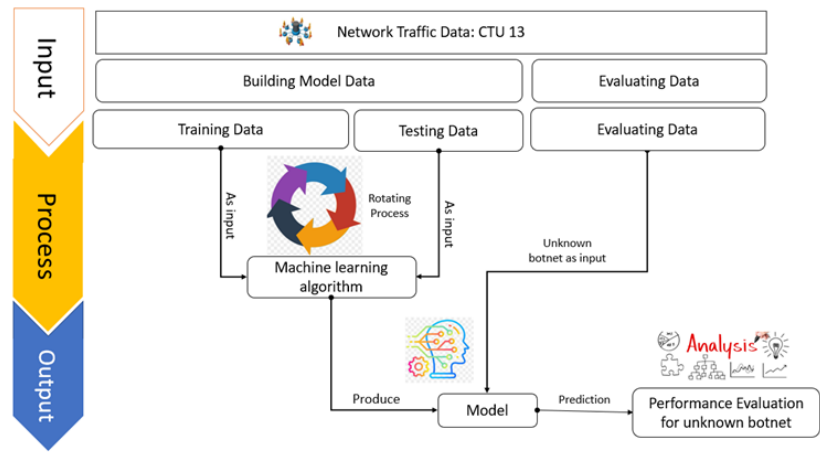 Input
Network Traffic Data: CTU 13
Building Model Data
Evaluating Data
Training Data
Testing Data
Evaluating Data
Process
As input
Rotating
Process
As input
Unknown
botnet as input
Machine learning
algorithm
Output
Analysis
Produce
Model
Prediction
Performance Evaluation
for unknown botnet